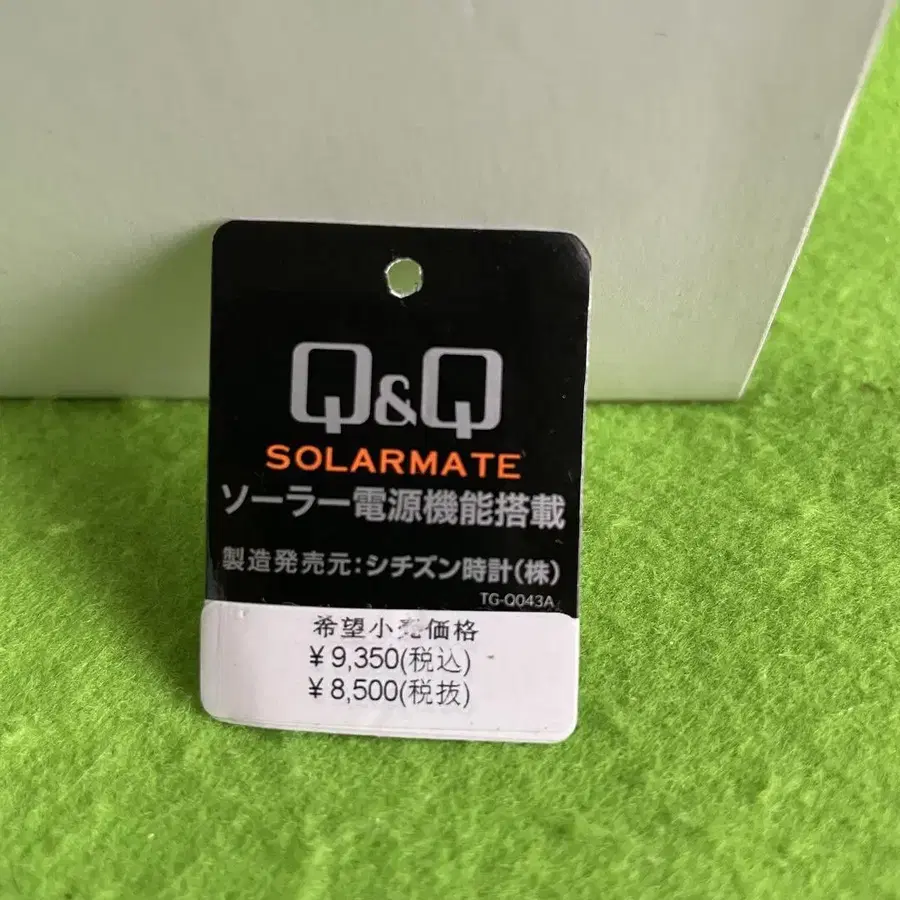 Q&Q
SOLARMATE
ソーラー電源機能搭載
製造発売元:シチズン時計(株)
TG-Q043A
希望小売価格
¥9,350(税込)
¥8,500(税抜)